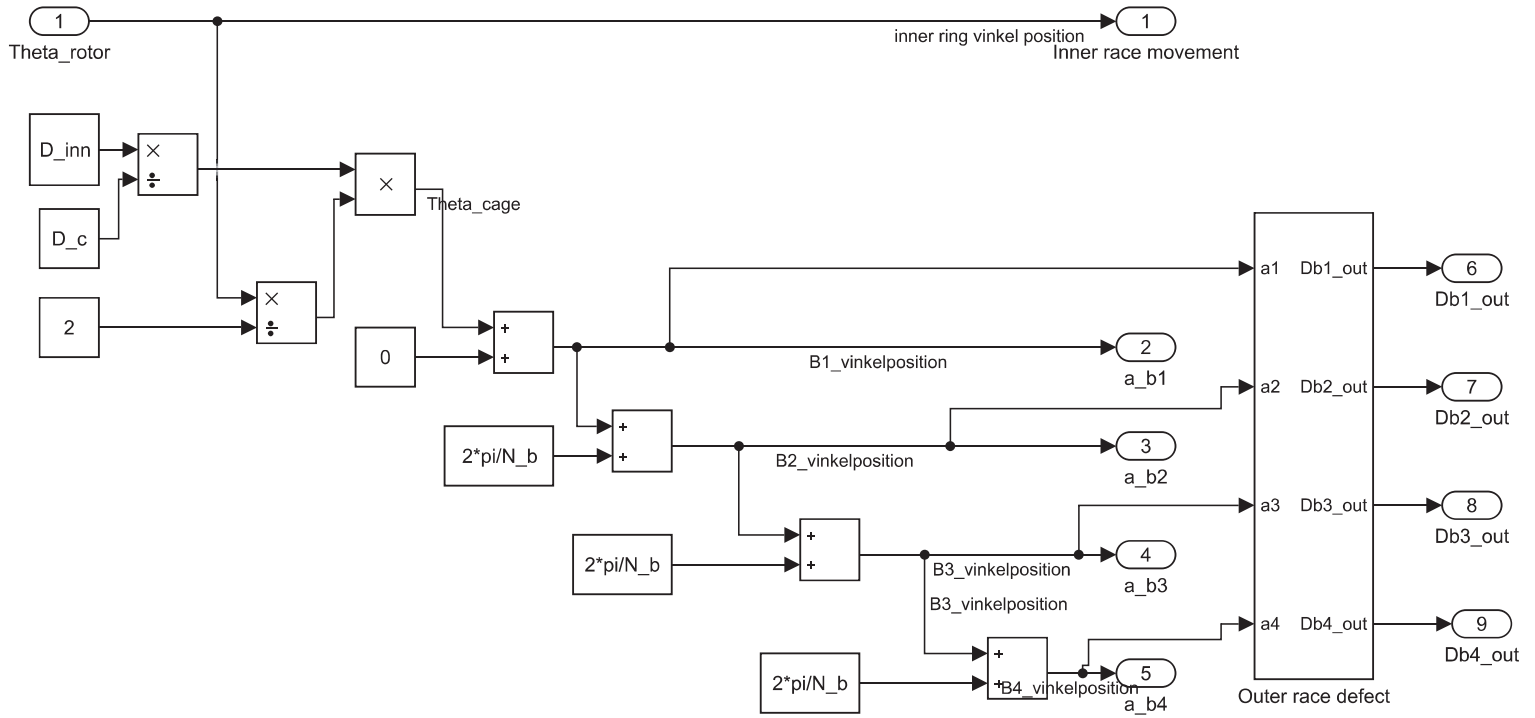 1
Theta_rotor
inner ring vinkel position
1
Inner race movement
D_inn
×
÷
D_c
×
Theta_cage
2
×
÷
0
+
+
B1_vinkelposition
2
a_b1
2*pi/N_b
+
+
B2_vinkelposition
3
a_b2
2*pi/N_b
+
+
B3_vinkelposition
B3_vinkelposition
4
a_b3
2*pi/N_b
+
+
B4_vinkelposition
5
a_b4
a1
Db1_out
6
Db1_out
a2
Db2_out
7
Db2_out
a3
Db3_out
8
Db3_out
a4
Db4_out
9
Db4_out
Outer race defect